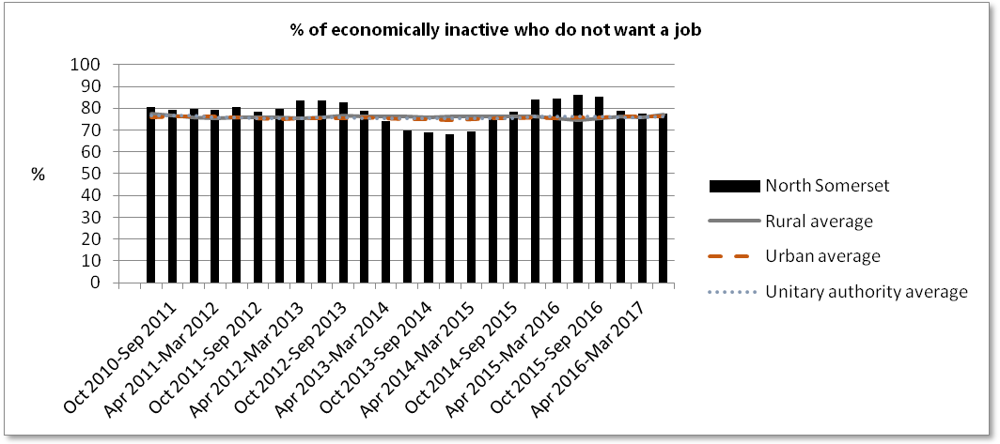 % of economically inactive who do not want a job
100
90
80
70
60
50
40
30
20
10
0
%
Oct 2010-Sep 2011
Apr 2011-Mar 2012
Oct 2011-Sep 2012
Apr 2012-Mar 2013
Oct 2012-Sep 2013
Apr 2013-Mar 2014
Oct 2013-Sep 2014
Apr 2014-Mar 2015
Oct 2014-Sep 2015
Apr 2015-Mar 2016
Oct 2015-Sep 2016
Apr 2016-Mar 2017
North Somerset
Rural average
Urban average
Unitary authority average